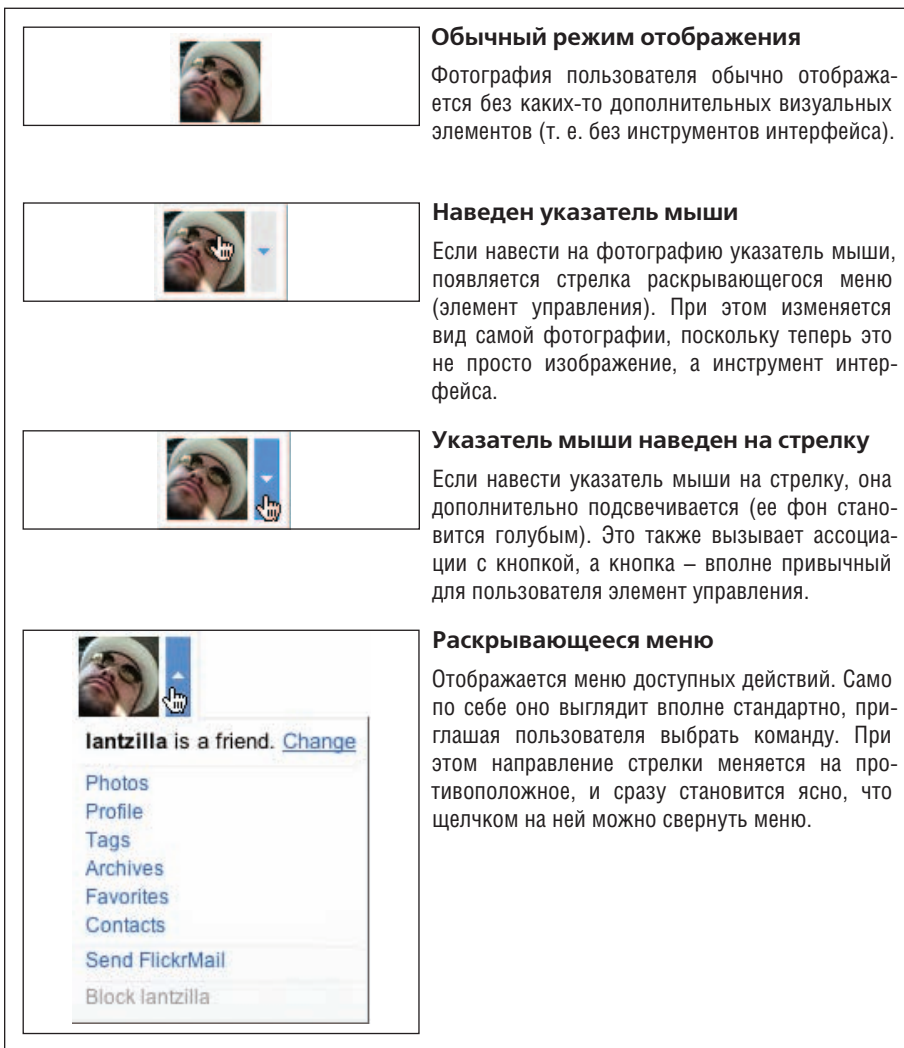 Обычный режим отображения
Фотография пользователя обычно отобража-
ется без каких-то дополнительных визуальных
элементов (т. е. без инструментов интерфейса).
Наведен указатель мыши
Если навести на фотографию указатель мыши,
появляется стрелка раскрывающегося меню
(элемент управления). При этом изменяется
вид самой фотографии, поскольку теперь это
не просто изображение, а инструмент интер-
фейса.
Указатель мыши наведен на стрелку
Если навести указатель мыши на стрелку, она
дополнительно подсвечивается (ее фон стано-
вится голубым). Это также вызывает ассоциа-
ции с кнопкой, а кнопка – вполне привычный
для пользователя элемент управления.
lantzilla is a friend. Change
Photos
Profile
Tags
Archives
Favorites
Contacts
Send FlickrMail
Block lantzilla
Раскрывающееся меню
Отображается меню доступных действий. Само
по себе оно выглядит вполне стандартно, при-
глашая пользователя выбрать команду. При
этом направление стрелки меняется на про-
тивоположное, и сразу становится ясно, что
щелчком на ней можно свернуть меню.